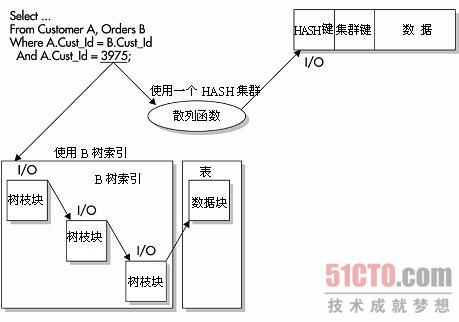 Select ...
From Customer A, Orders B
Where A.Cust_Id = B.Cust_Id
And A.Cust_Id = 3975;
HASH键 集群键 数 据
I/O
使用一个 HASH 集群
散列函数
使用 B 树索引
I/O
B 树索引
表
树枝块
I/O
数据块
树枝块
I/O
树枝块
51CTO.com
技术成就梦想